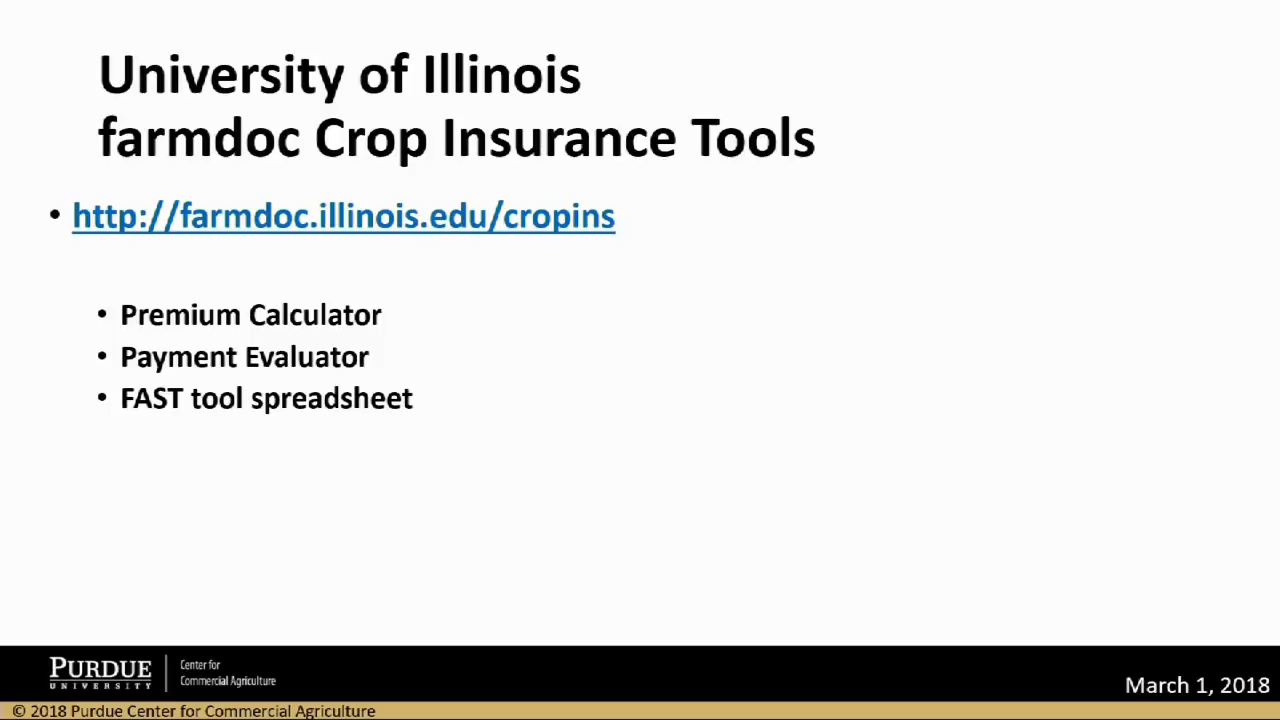 University of Illinois
farmdoc Crop Insurance Tools
• http://farmdoc.illinois.edu/cropins
• Premium Calculator
• Payment Evaluator
• FAST tool spreadsheet
PURDUE
UNIVERSITY
Center for
Commercial Agriculture
March 1, 2018
© 2018 Purdue Center for Commercial Agriculture